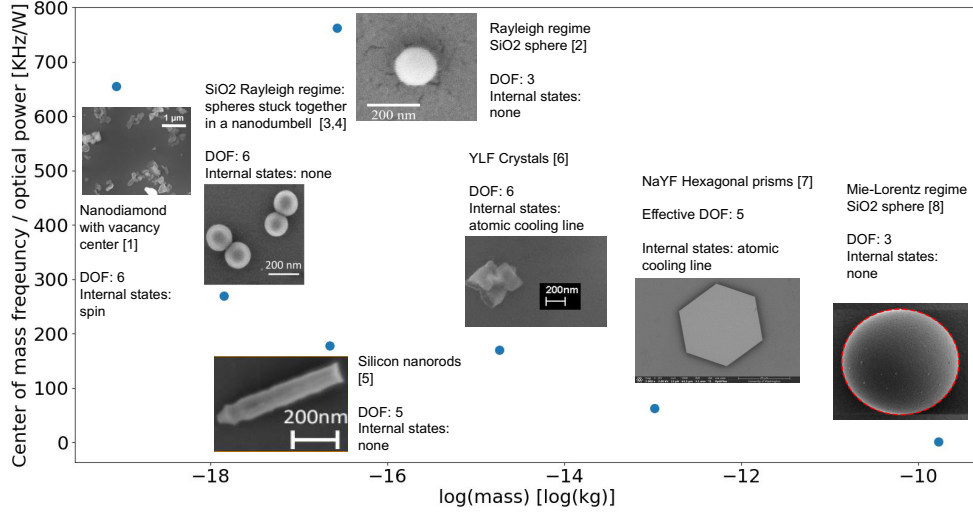 Center of mass freqeuncy / optical power [KHz/W]
800
700
600
500
400
300
200
100
0
1 μm
Nanodiamond
with vacancy
center [1]
DOF: 6
Internal states:
spin
SiO2 Rayleigh regime:
spheres stuck together
in a nanodumbell [3,4]
DOF: 6
Internal states: none
200 nm
200 nm
Rayleigh regime
SiO2 sphere [2]
DOF: 3
Internal states:
none
200nm
Silicon nanorods
[5]
DOF: 5
Internal states:
none
YLF Crystals [6]
DOF: 6
Internal states:
atomic cooling line
200nm
NaYF Hexagonal prisms [7]
Effective DOF: 5
Internal states: atomic
cooling line
Mie-Lorentz regime
SiO2 sphere [8]
DOF: 3
Internal states:
none
−18
−16
−14
−12
−10
log(mass) [log(kg)]